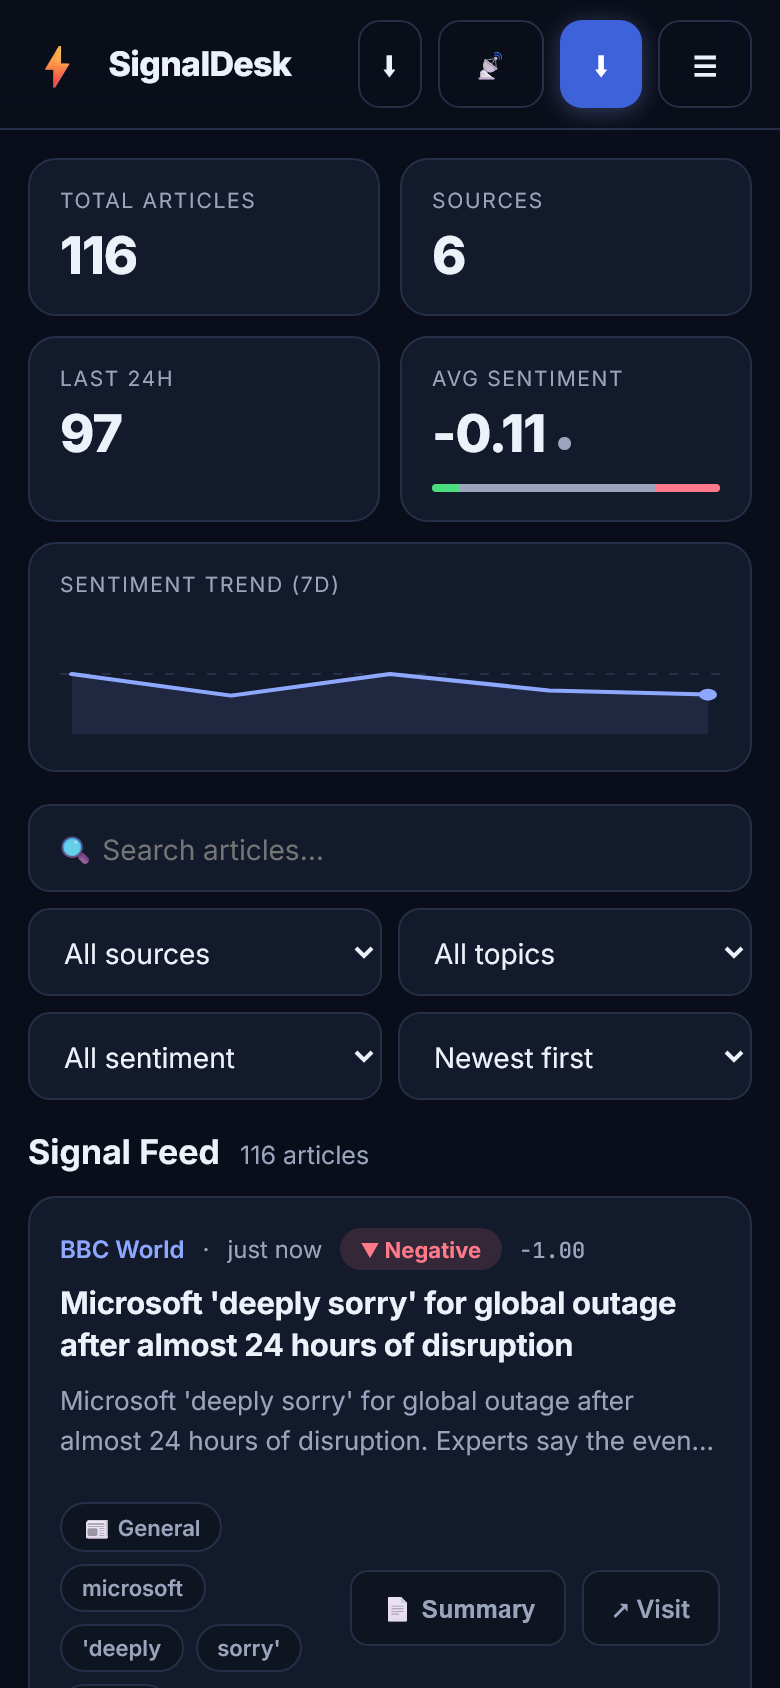 SignalDesk
TOTAL ARTICLES
116
SOURCES
6
LAST 24H
97
AVG SENTIMENT
-0.11
SENTIMENT TREND (7D)
Search articles...
All sources
All topics
All sentiment
Newest first
Signal Feed 116 articles
BBC World · just now ▼ Negative -1.00
Microsoft 'deeply sorry' for global outage
after almost 24 hours of disruption
Microsoft 'deeply sorry' for global outage after
almost 24 hours of disruption. Experts say the even...
General
microsoft
'deeply
sorry'
Summary
↗ Visit